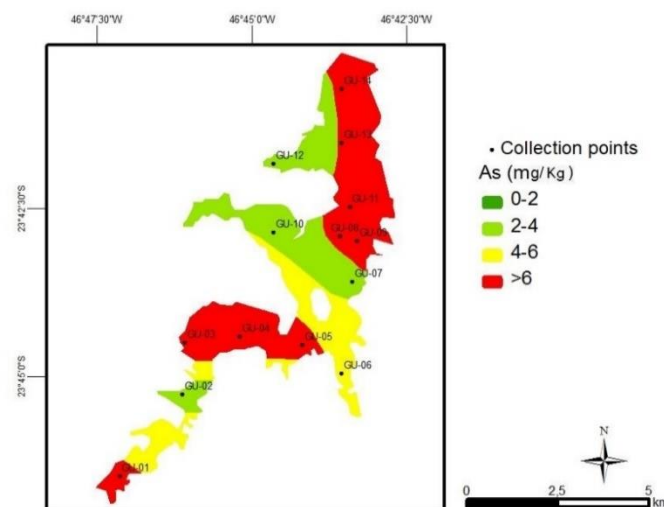 46°47'30"W 46°45'0"W 46°42'30"W
GU-14
GU-13
GU-12
GU-11
23°42'30"S
GU-10
GU-08 GU-09
GU-07
GU-03 GU-04 GU-05
GU-06
23°45'0"S
GU-02
GU-01
Collection points
As (mg/Kg)
0-2
2-4
4-6
>6
N
0 2,5 5
km